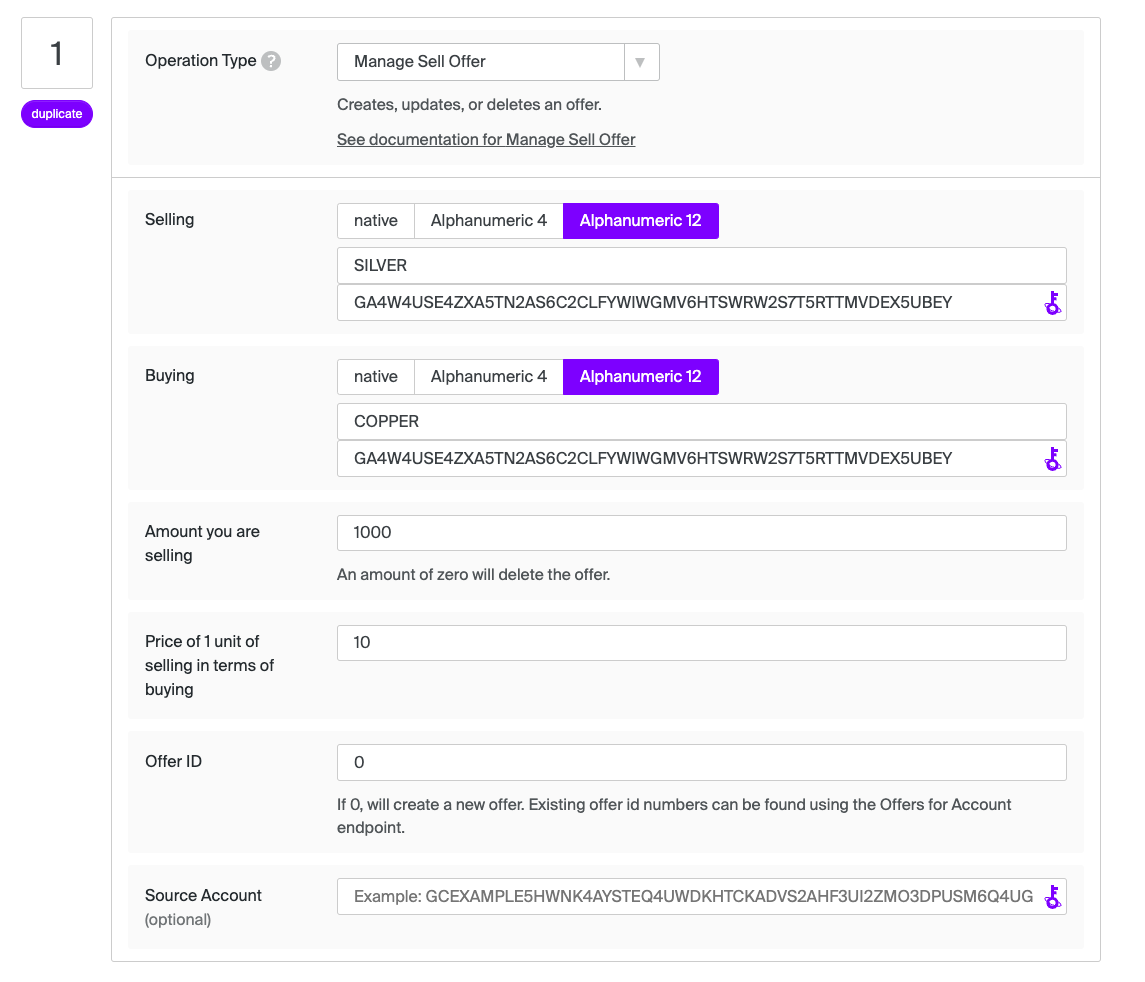 1
duplicate
Operation Type ?
Manage Sell Offer
Creates, updates, or deletes an offer.
See documentation for Manage Sell Offer
Selling
native Alphanumeric 4 Alphanumeric 12
SILVER
GA4W4USE4ZXA5TN2AS6C2CLFYWIWGMV6HTSWRW2S7T5RTTMVDEX5UBEY
Buying
native Alphanumeric 4 Alphanumeric 12
COPPER
GA4W4USE4ZXA5TN2AS6C2CLFYWIWGMV6HTSWRW2S7T5RTTMVDEX5UBEY
Amount you are
selling
1000
An amount of zero will delete the offer.
Price of 1 unit of
selling in terms of
buying
10
Offer ID
0
If 0, will create a new offer. Existing offer id numbers can be found using the Offers for Account
endpoint.
Source Account
(optional)
Example: GCEXAMPLE5HWNK4AYSTEQ4UWDKHTCKADVS2AHF3UI2ZMO3DPUSM6Q4UG